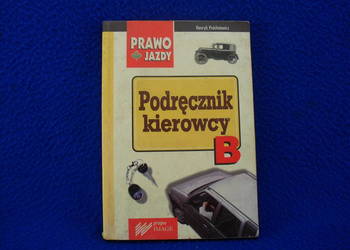 Henryk Próchniewicz
PRAWO
JAZDY
Podręcznik
kierowcy
B
grupa
IMAGE